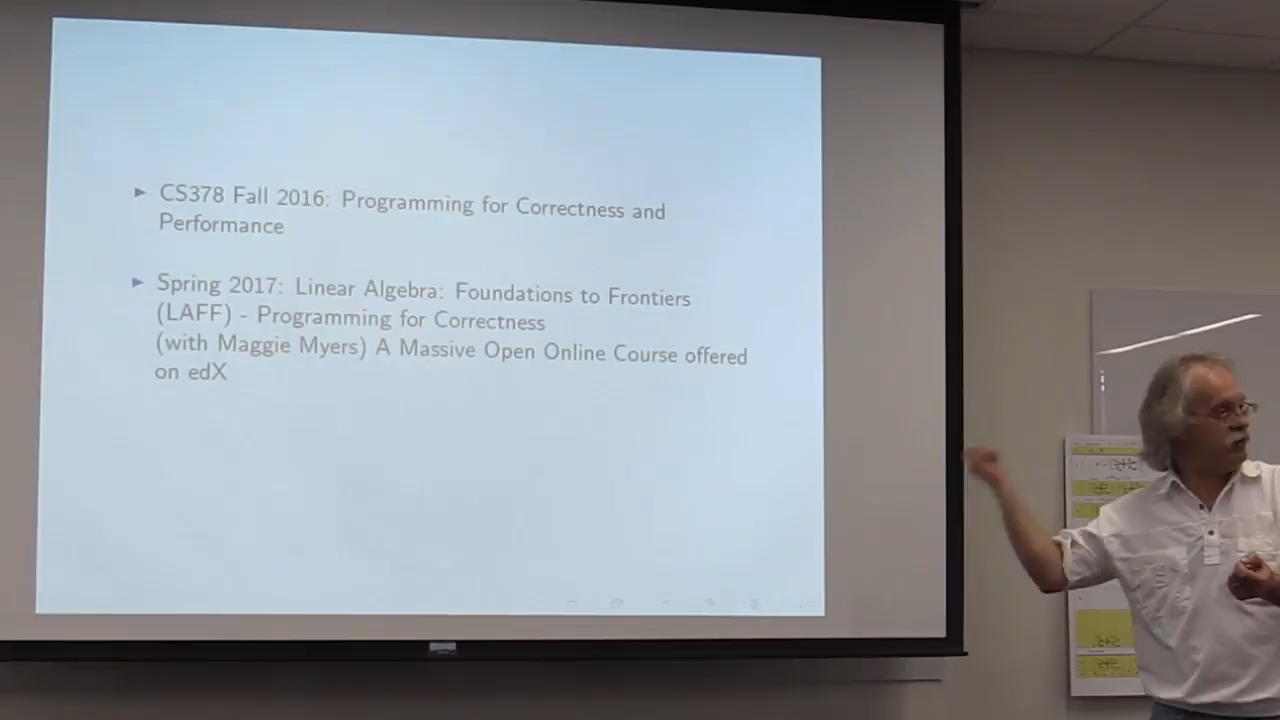 CS378 Fall 2016: Programming for Correctness and
Performance
Spring 2017: Linear Algebra: Foundations to Frontiers
(LAFF) - Programming for Correctness
(with Maggie Myers) A Massive Open Online Course offered
on edX